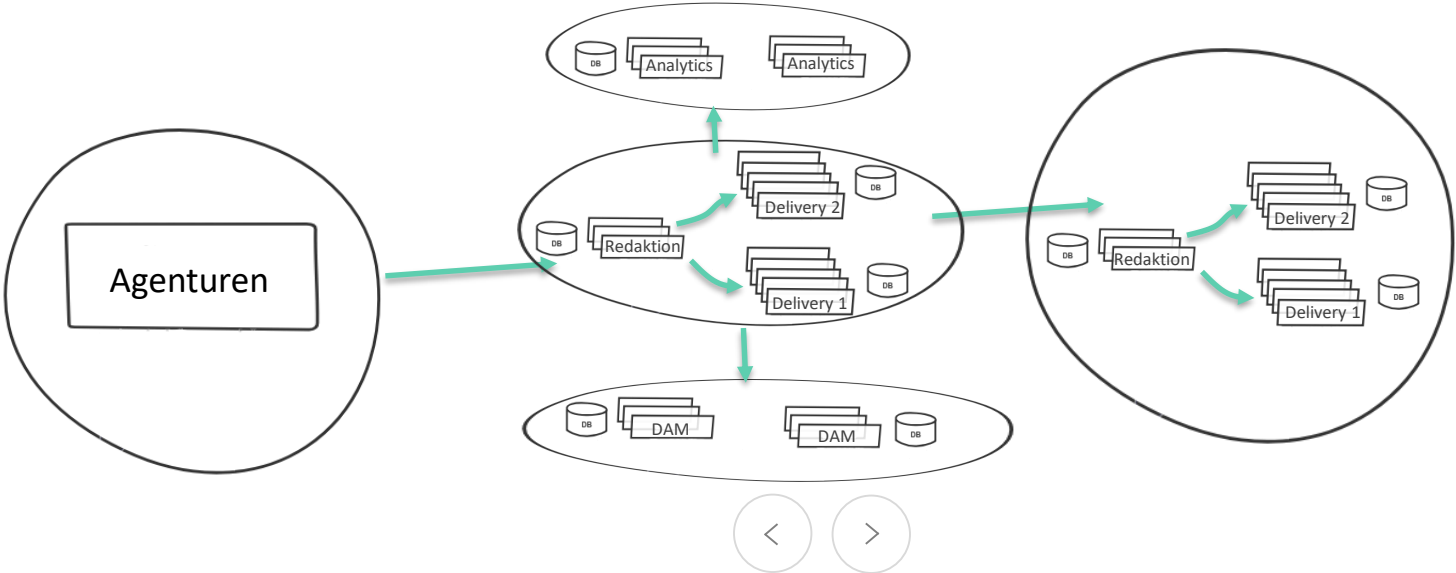 DB
Analytics
Analytics
Agenturen
DB
Redaktion
Delivery 2
DB
Delivery 1
DB
DB
Redaktion
Delivery 2
DB
Delivery 1
DB
DB
DAM
DAM
DB